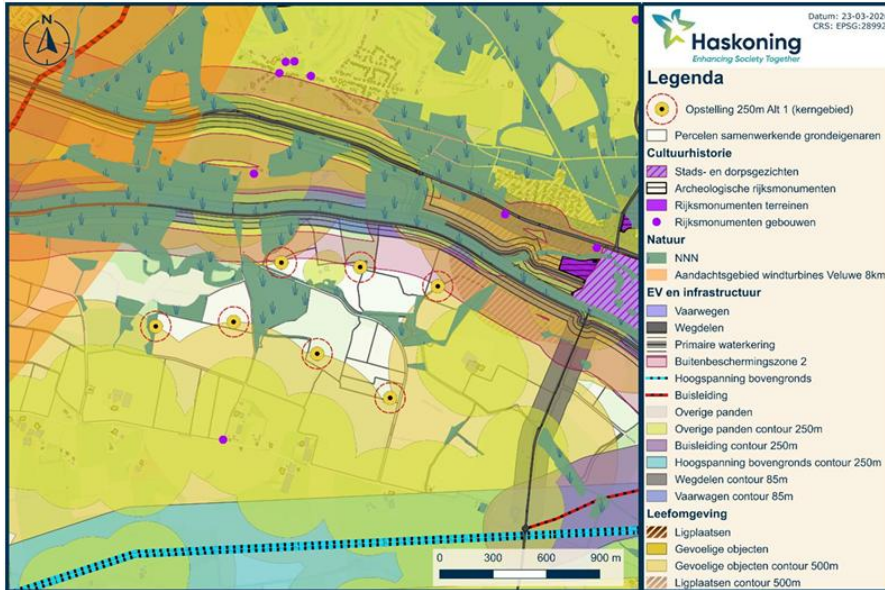 N
0 300 600 900 m
Datum: 23-03-202
CRS: EPSG:28992
Haskoning
Enhancing Society Together
Legenda
Opstelling 250m Alt 1 (kerngebied)
Percelen samenwerkende grondeigenaren
Cultuurhistorie
Stads- en dorpsgezichten
Archeologische rijksmonumenten
Rijksmonumenten terreinen
Rijksmonumenten gebouwen
Natuur
NNN
Aandachtsgebied windturbines Veluwe 8km
EV en infrastructuur
Vaarwegen
Wegdelen
Primaire waterkering
Buitenbeschermingszone 2
Hoogspanning bovengronds
Buisleiding
Overige panden
Overige panden contour 250m
Buisleiding contour 250m
Hoogspanning bovengronds contour 250m
Wegdelen contour 85m
Vaarwagen contour 85m
Leefomgeving
Ligplaatsen
Gevoelige objecten
Gevoelige objecten contour 500m
Ligplaatsen contour 500m